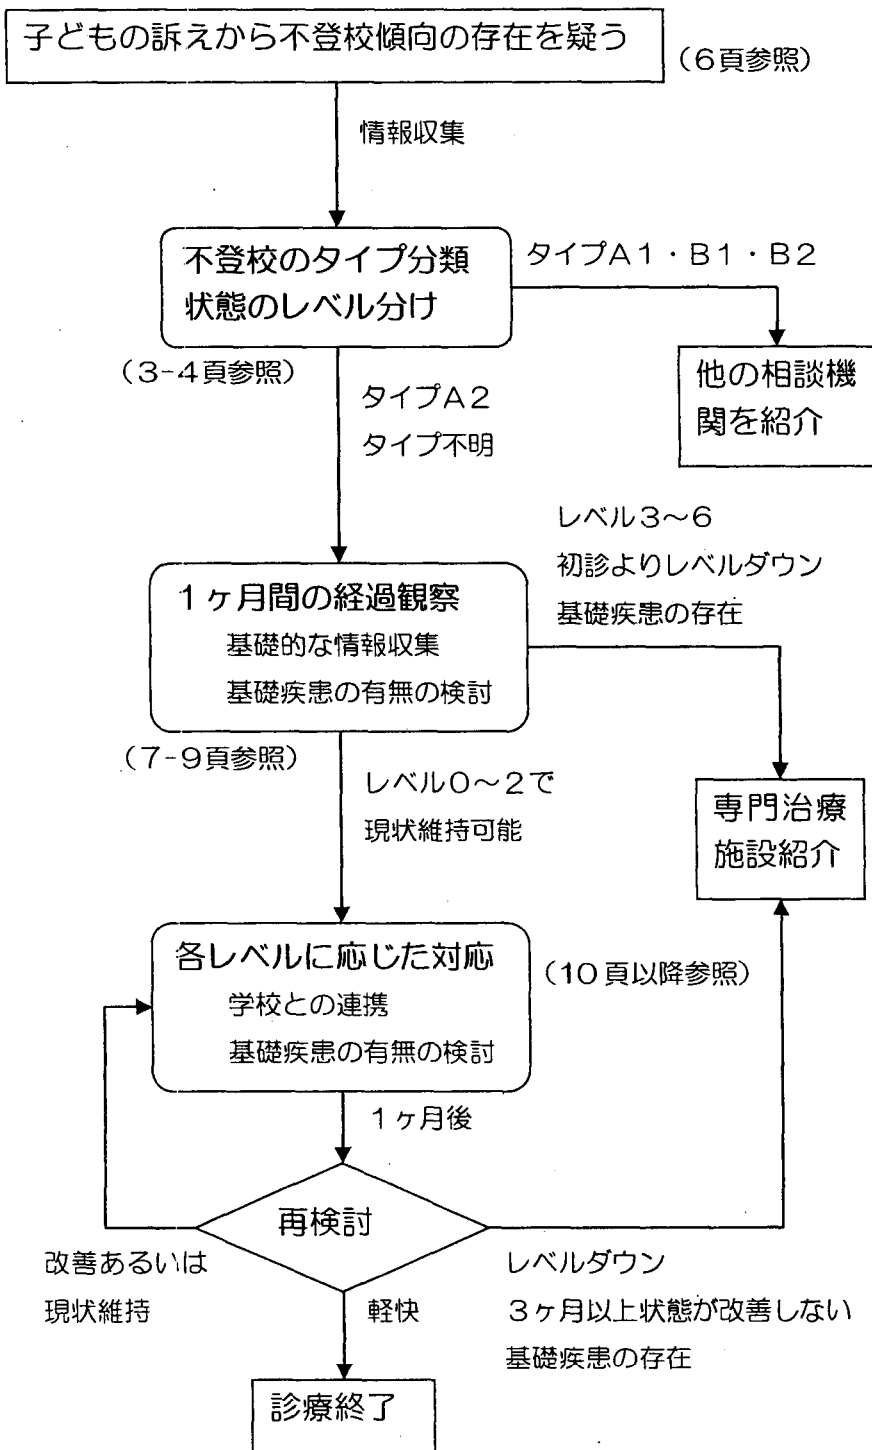 子どもの訴えから不登校傾向の存在を疑う
（6頁参照）
情報収集
不登校のタイプ分類
状態のレベル分け
タイプA1・B1・B2
（3-4頁参照）
他の相談機
関を紹介
タイプA2
タイプ不明
レベル3～6
初診よりレベルダウン
基礎疾患の存在
1ヶ月間の経過観察
基礎的な情報収集
基礎疾患の有無の検討
（7-9頁参照）
レベル0～2で
現状維持可能
専門治療
施設紹介
各レベルに応じた対応
学校との連携
基礎疾患の有無の検討
（10頁以降参照）
1ヶ月後
再検討
改善あるいは
現状維持
軽快
レベルダウン
3ヶ月以上状態が改善しない
基礎疾患の存在
診療終了